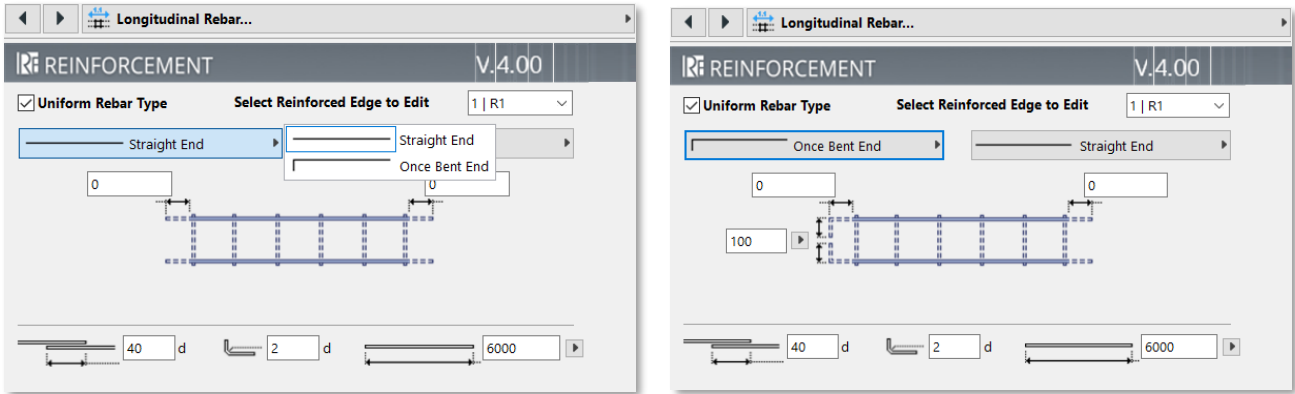 Longitudinal Rebar...
REINFORCEMENT V.4.00
Uniform Rebar Type Select Reinforced Edge to Edit 1 | R1
Straight End Straight End
Once Bent End
0 0
40 d 2 d 6000
Longitudinal Rebar...
REINFORCEMENT V.4.00
Uniform Rebar Type Select Reinforced Edge to Edit 1 | R1
Once Bent End Straight End
0 0
100
40 d 2 d 6000